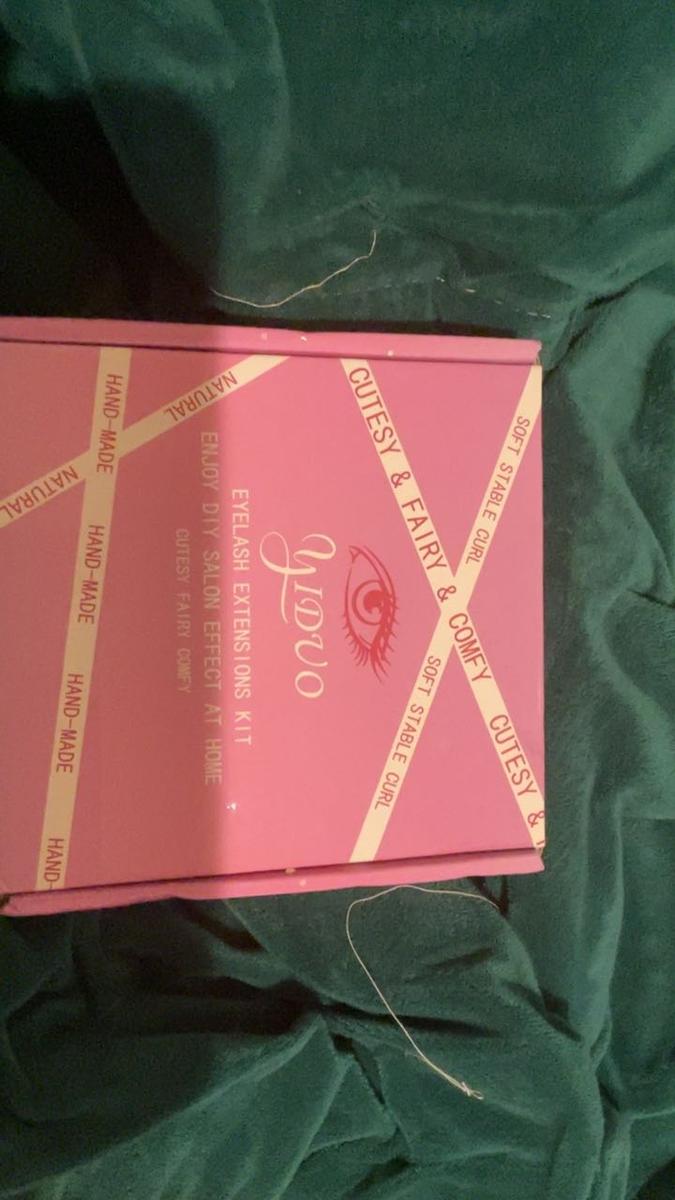 SOFT STABLE CURL SOFT STABLE CURL
CUTESY & FAIRY & COMFY CUTESY &
YIDVO
EYELASH EXTENSIONS KIT
ENJOY DIY SALON EFFECT AT HOME
CUTESY FAIRY COMFY
NATURAL NATURAL
HAND-MADE HAND-MADE HAND-MADE HAND-